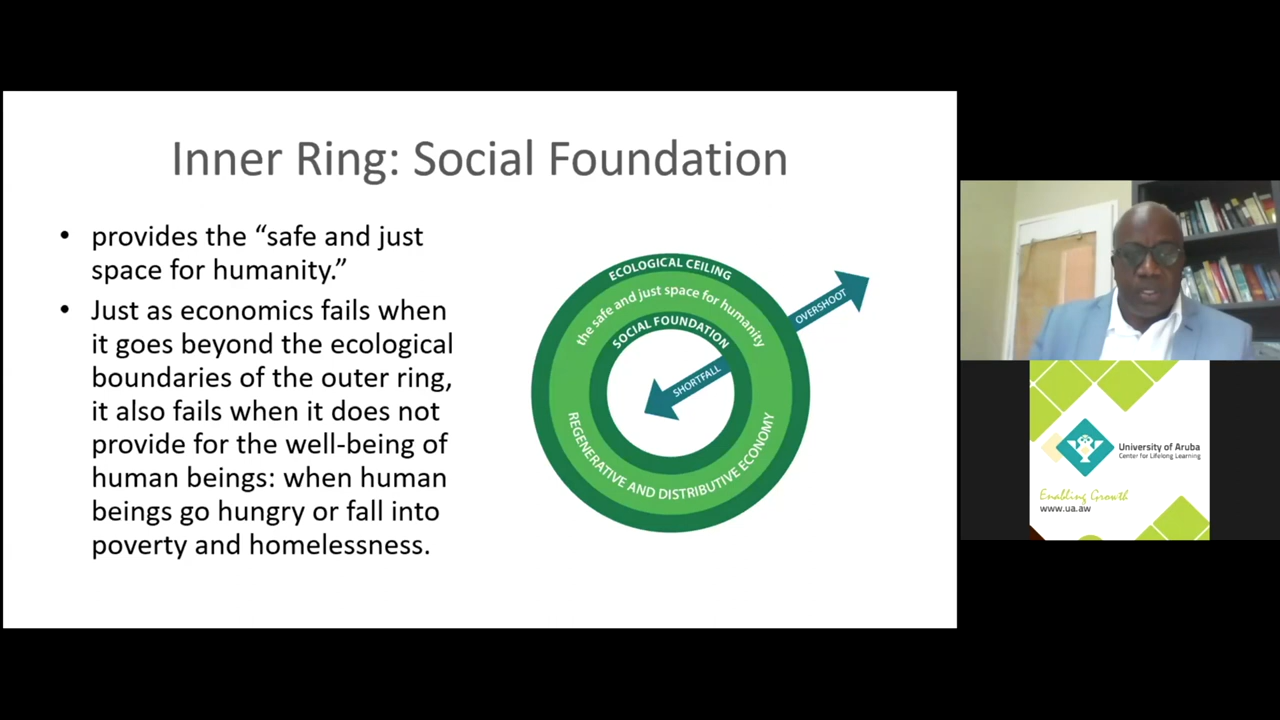 Inner Ring: Social Foundation
• provides the “safe and just
space for humanity.”
• Just as economics fails when
it goes beyond the ecological
boundaries of the outer ring,
it also fails when it does not
provide for the well-being of
human beings: when human
beings go hungry or fall into
poverty and homelessness.
ECOLOGICAL CEILING
the safe and just space for humanity
SOCIAL FOUNDATION
OVERSHOOT
SHORTFALL
REGENERATIVE AND DISTRIBUTIVE ECONOMY
University of Aruba
Center for Lifelong Learning
Enabling Growth
www.ua.aw